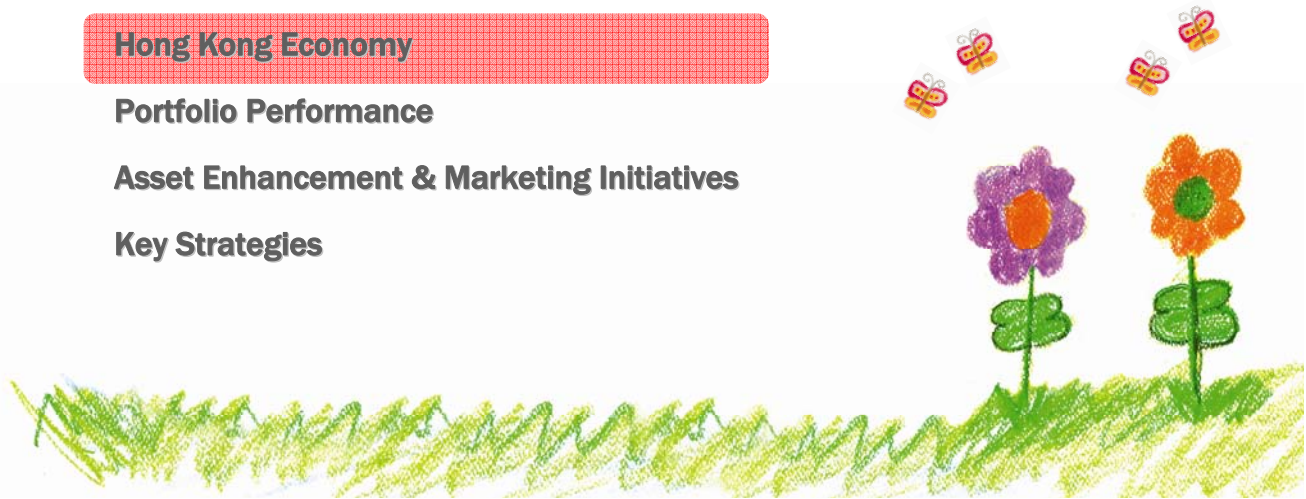 Hong Kong Economy
Portfolio Performance
Asset Enhancement & Marketing Initiatives
Key Strategies